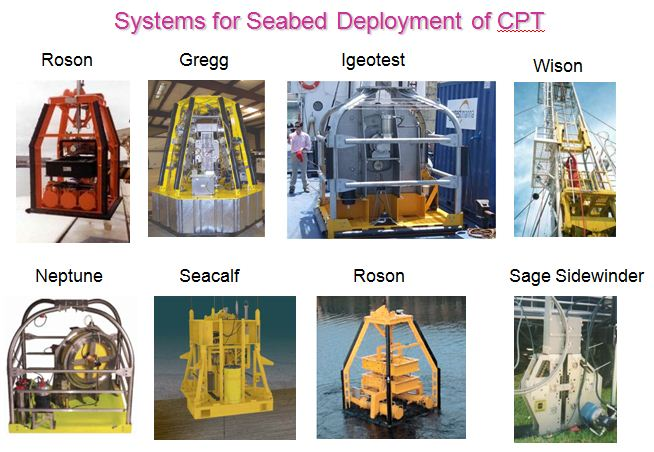 Systems for Seabed Deployment of CPT
Roson
Gregg
Igeotest
Wison
Neptune
Seacalf
Roson
Sage Sidewinder